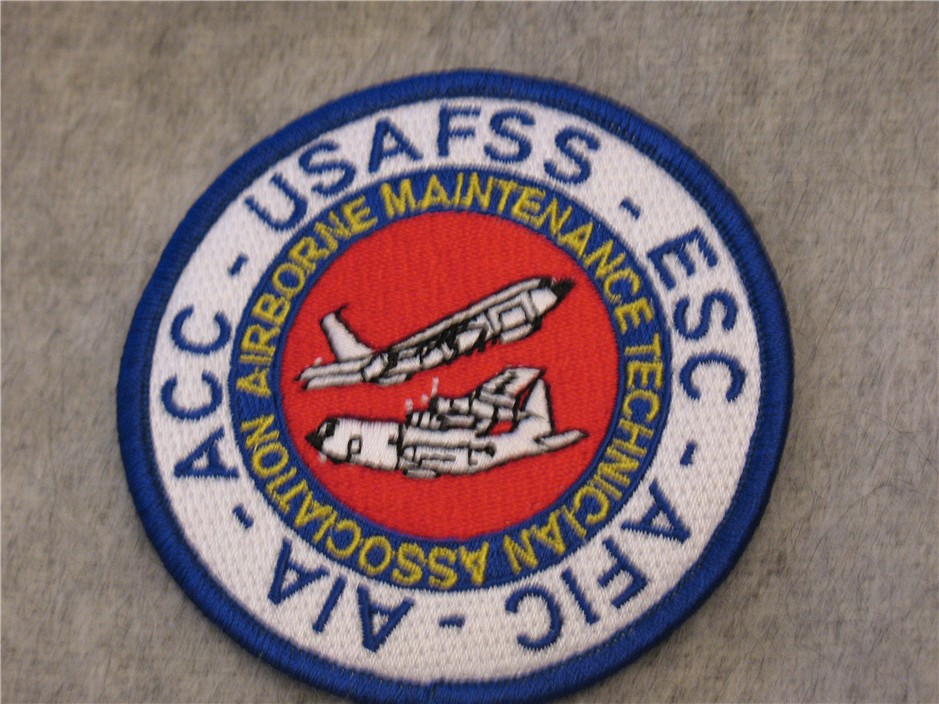 USAFSS - ESC - AFIC - AIA - ACC -
AIRBORNE MAINTENANCE TECHNICIAN ASSOCIATION